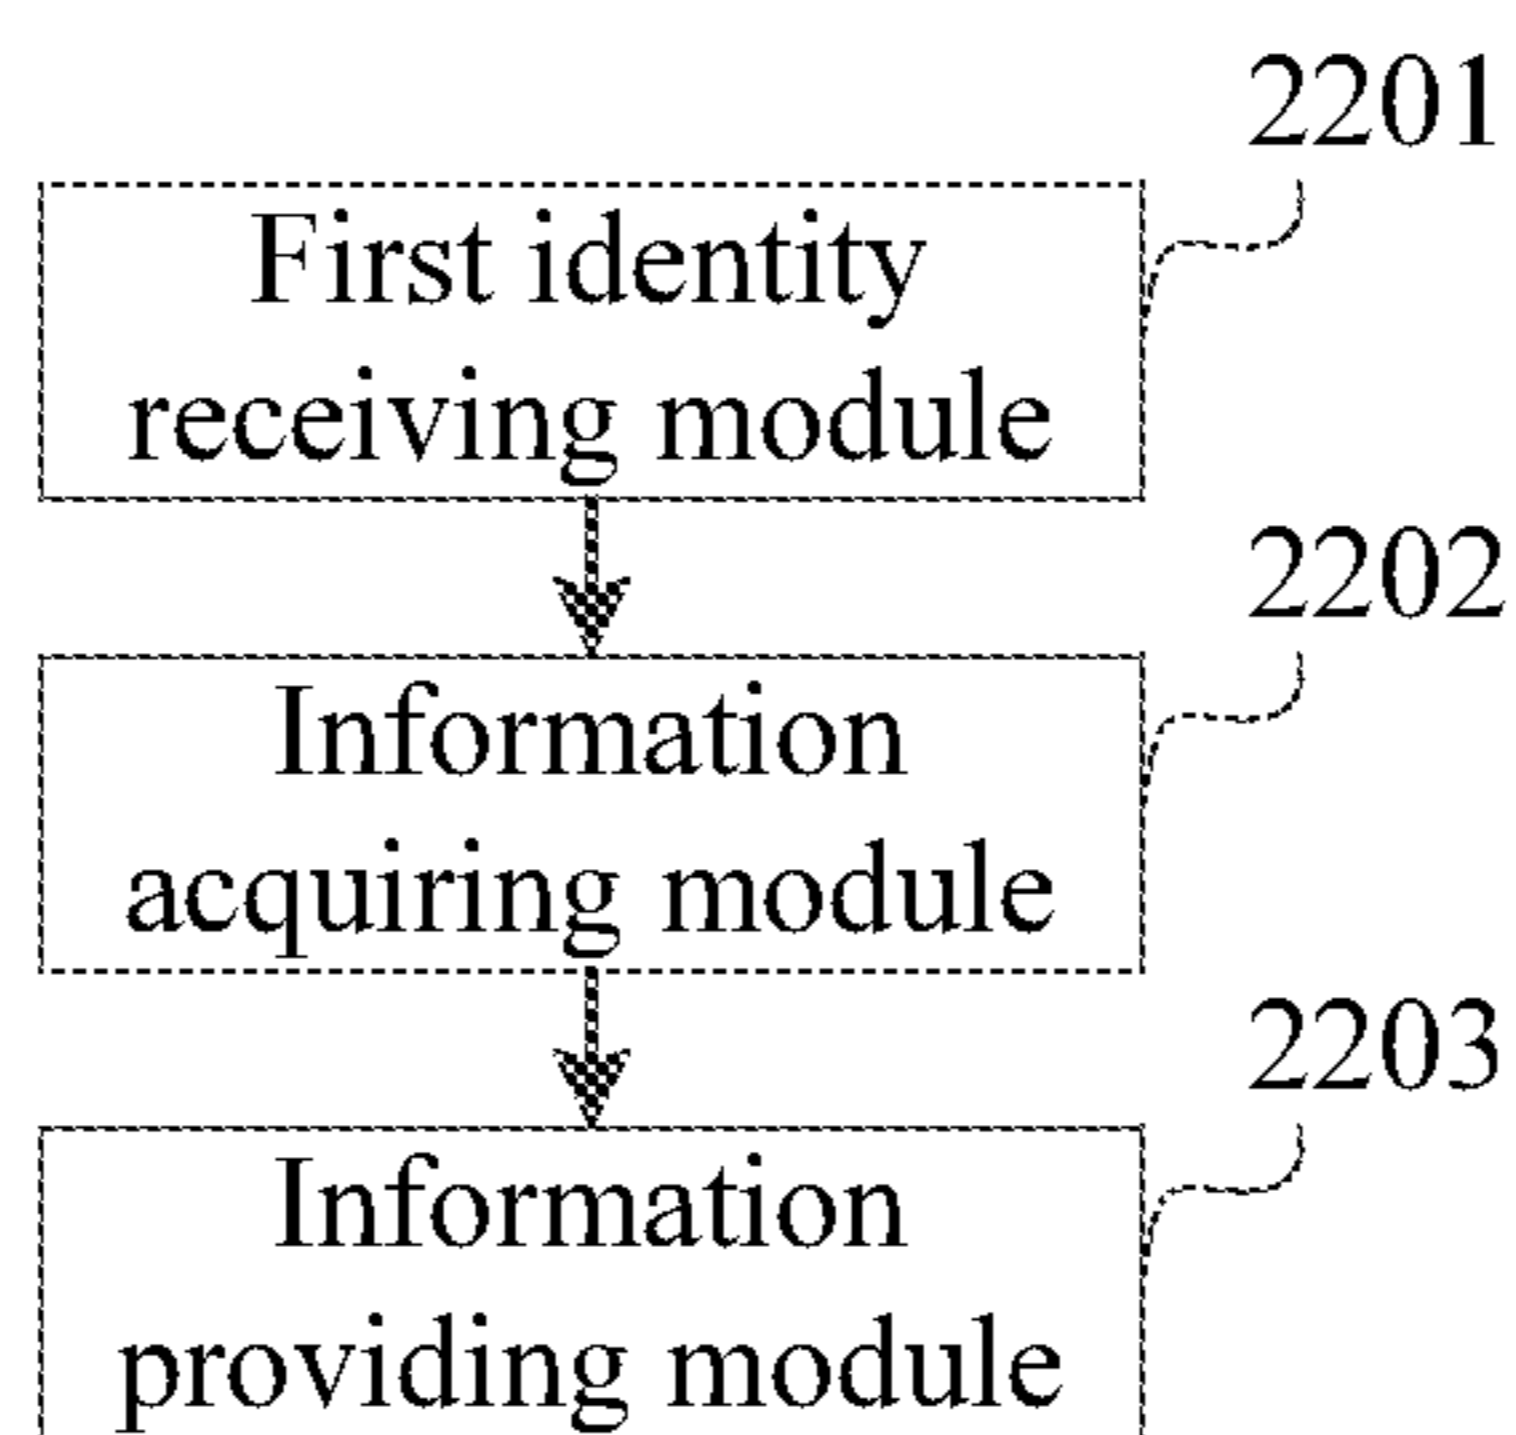 2201
First identity
receiving module
2202
Information
acquiring module
2203
Information
providing module